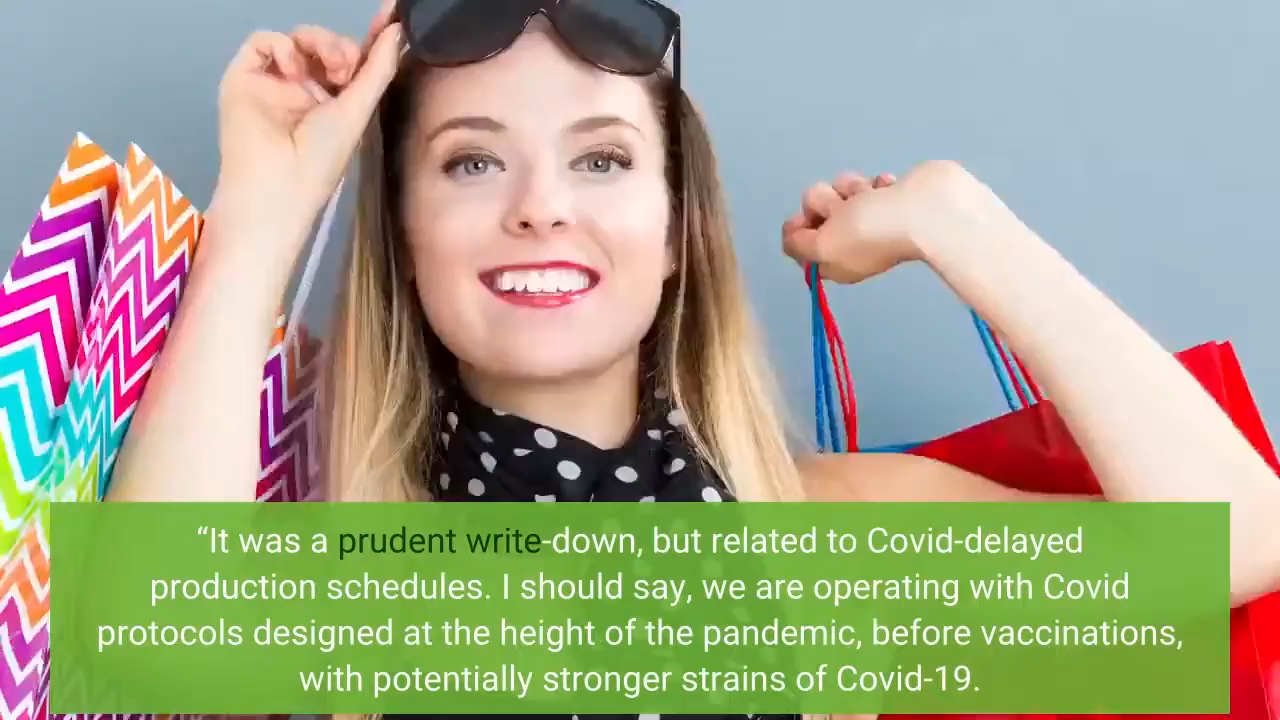 “It was a prudent write-down, but related to Covid-delayed
production schedules. I should say, we are operating with Covid
protocols designed at the height of the pandemic, before vaccinations,
with potentially stronger strains of Covid-19.